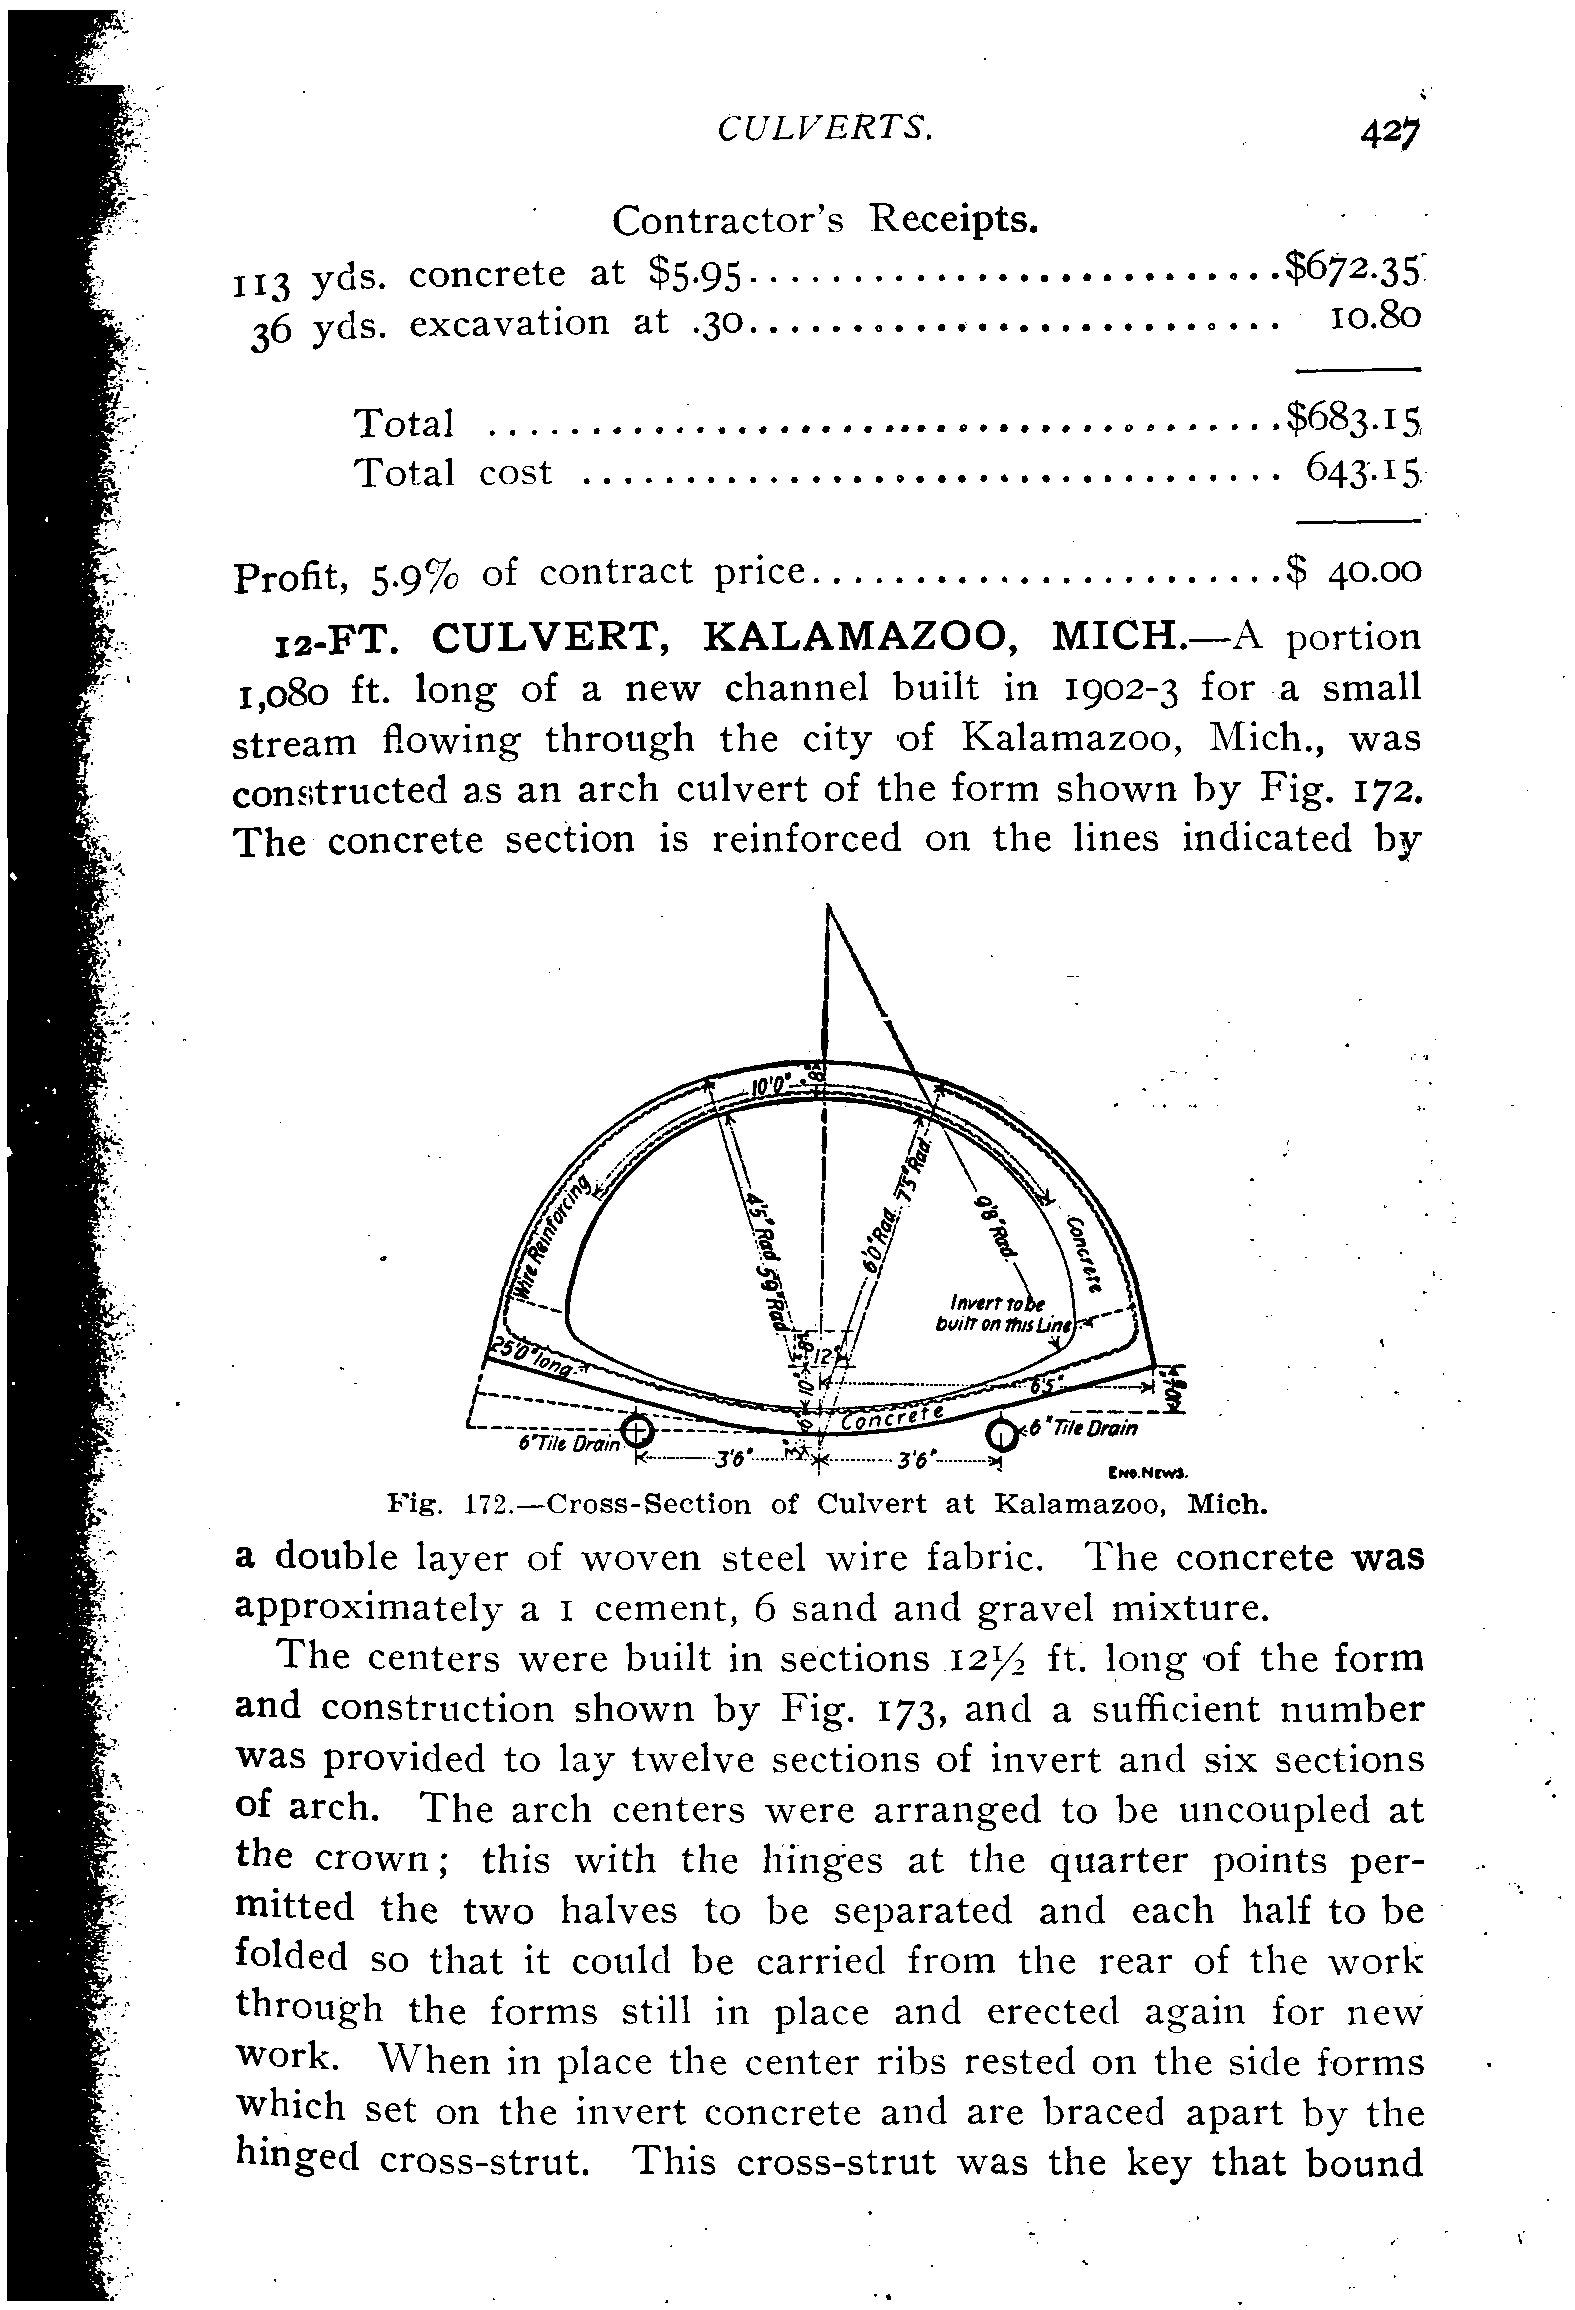 CULVERTS. 427
Contractor's Receipts.
113 yds. concrete at $5.95..........................$672.35
36 yds. excavation at .30.......................... 10.80
Total ......................................$683.15
Total cost .................................. 643.15
Profit, 5.9% of contract price.......................$ 40.00
12-FT. CULVERT, KALAMAZOO, MICH.—A portion
1,080 ft. long of a new channel built in 1902-3 for a small
stream flowing through the city of Kalamazoo, Mich., was
constructed as an arch culvert of the form shown by Fig. 172.
The concrete section is reinforced on the lines indicated by
10'0"
8"
Wire Reinforcing
4'5" Rad.
5'9" Rad.
6'0" Rad.
7'5" Rad.
9'8" Rad.
Concrete
Invert to be
built on this Line
12"
25'0" long
10"
6'5"
Concrete
6" Tile Drain
6" Tile Drain
3'6"
3'6"
ENG. NEWS.
Fig. 172.—Cross-Section of Culvert at Kalamazoo, Mich.
a double layer of woven steel wire fabric. The concrete was
approximately a 1 cement, 6 sand and gravel mixture.
The centers were built in sections 12½ ft. long of the form
and construction shown by Fig. 173, and a sufficient number
was provided to lay twelve sections of invert and six sections
of arch. The arch centers were arranged to be uncoupled at
the crown; this with the hinges at the quarter points per-
mitted the two halves to be separated and each half to be
folded so that it could be carried from the rear of the work
through the forms still in place and erected again for new
work. When in place the center ribs rested on the side forms
which set on the invert concrete and are braced apart by the
hinged cross-strut. This cross-strut was the key that bound